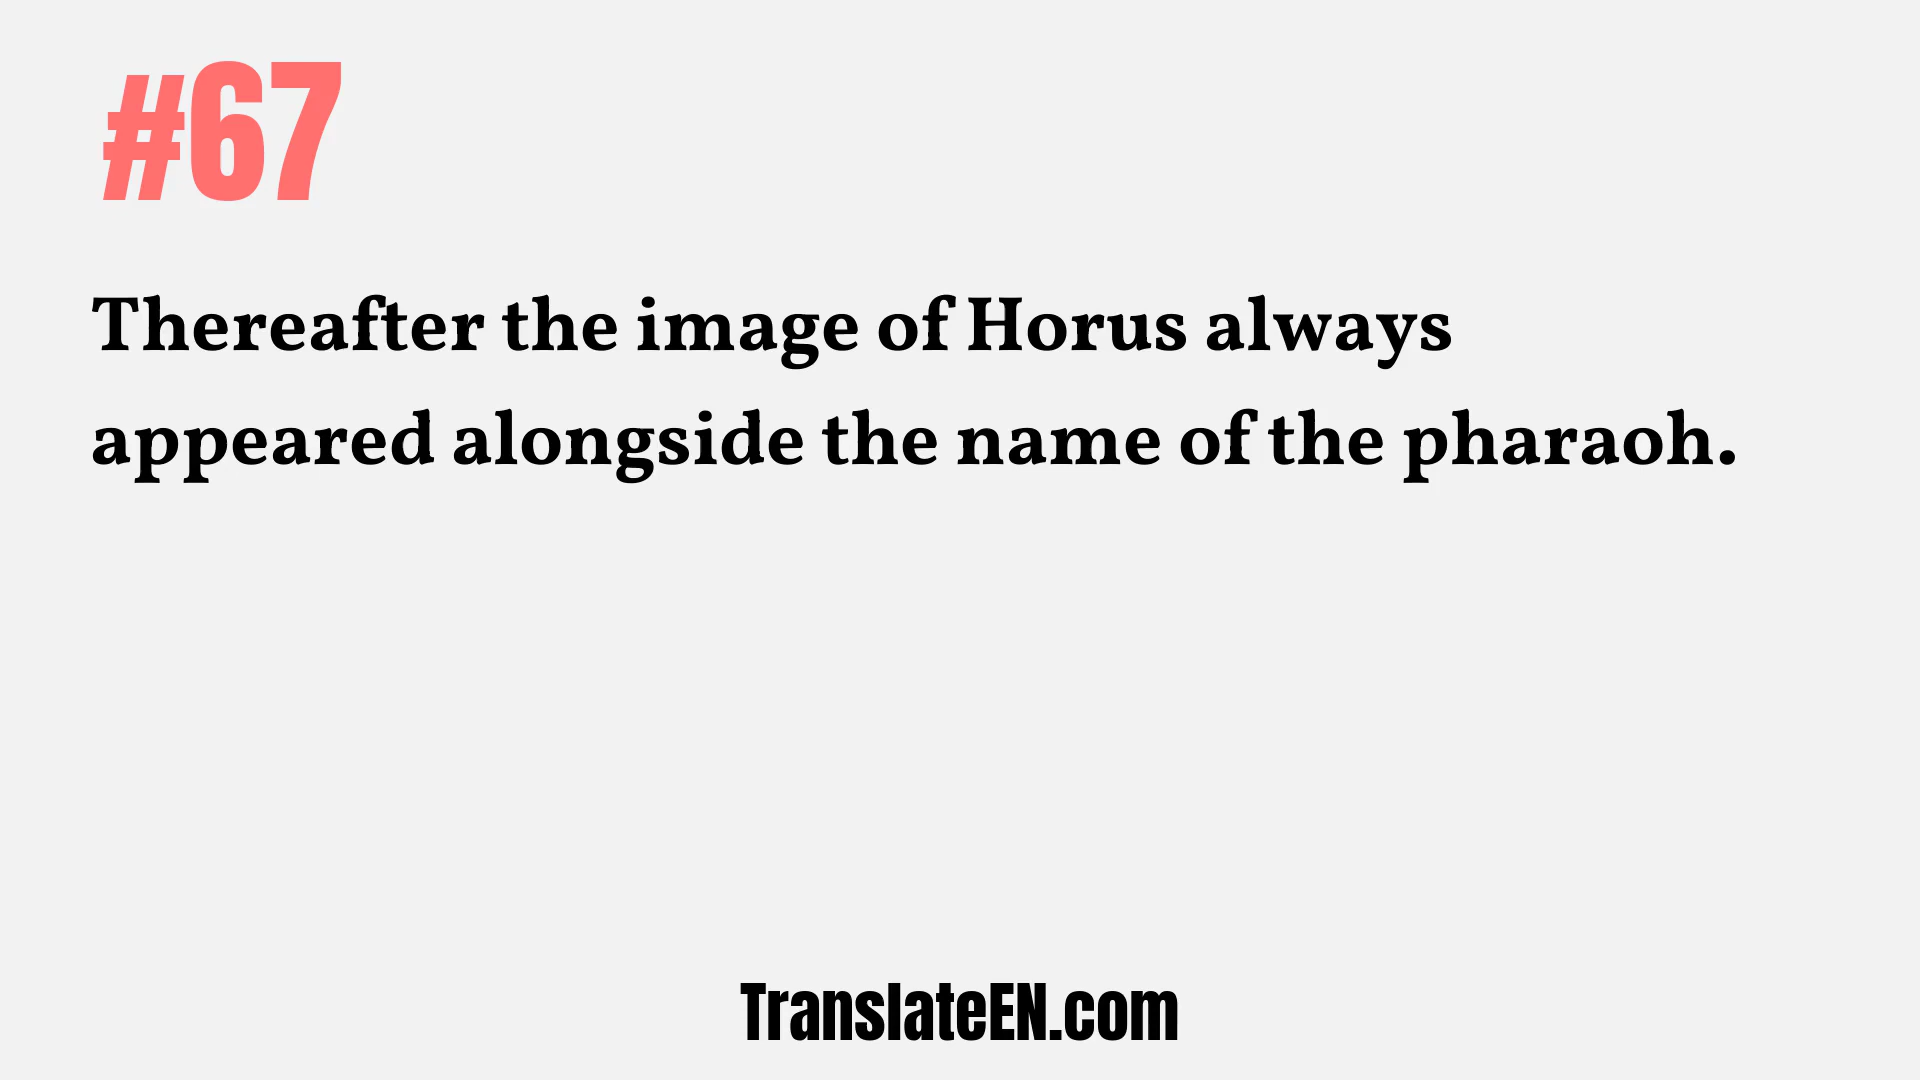 #67
Thereafter the image of Horus always
appeared alongside the name of the pharaoh.
TranslateEN.com